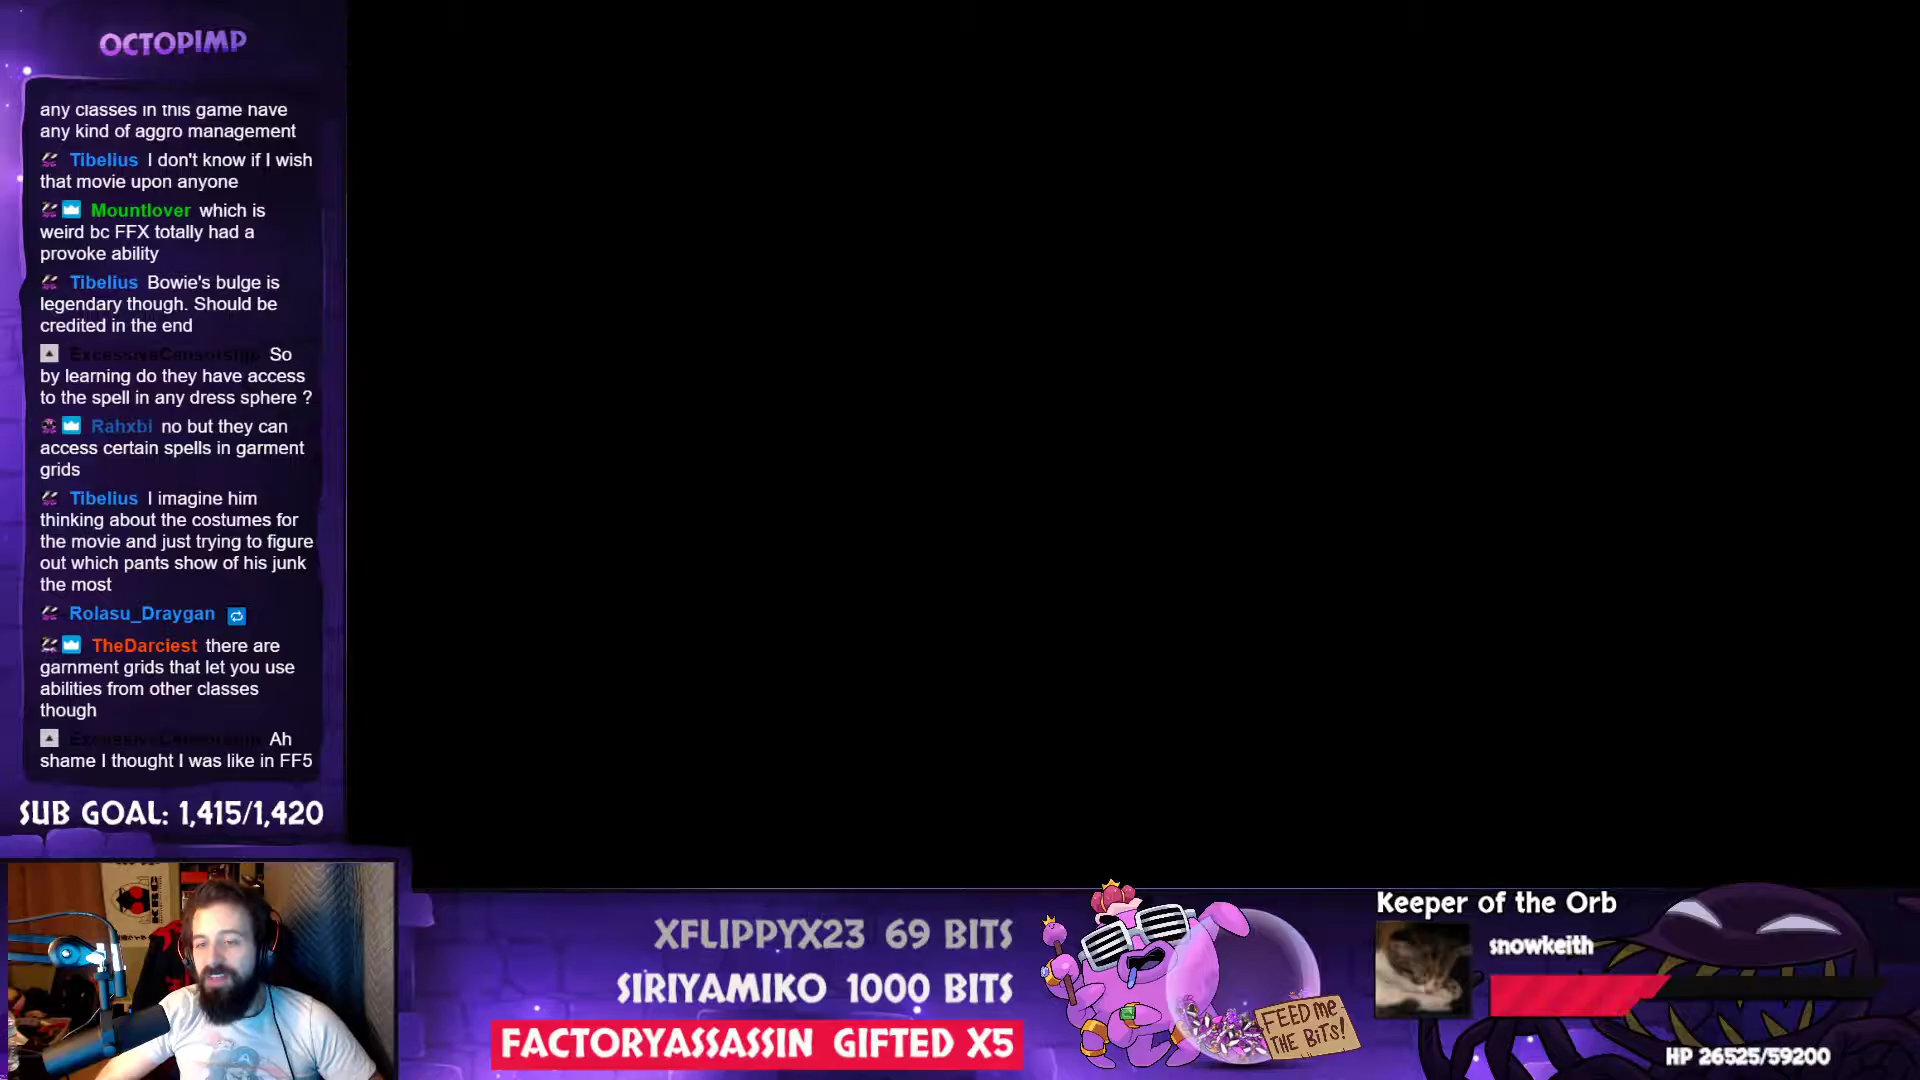 OCTOPIMP
any classes in this game have
any kind of aggro management
Tibelius I don't know if I wish
that movie upon anyone
Mountlover which is
weird bc FFX totally had a
provoke ability
Tibelius Bowie's bulge is
legendary though. Should be
credited in the end
ExcessiveCensorship So
by learning do they have access
to the spell in any dress sphere ?
Rahxbi no but they can
access certain spells in garment
grids
Tibelius I imagine him
thinking about the costumes for
the movie and just trying to figure
out which pants show of his junk
the most
Rolasu_Draygan
TheDarciest there are
garnment grids that let you use
abilities from other classes
though
ExcessiveCensorship Ah
shame I thought I was like in FF5
SUB GOAL: 1,415/1,420
XFLIPPYX23 69 BITS
SIRIYAMIKO 1000 BITS
FACTORYASSASSIN GIFTED X5
FEED ME
THE BITS!
Keeper of the Orb
snowkeith
HP 26525/59200